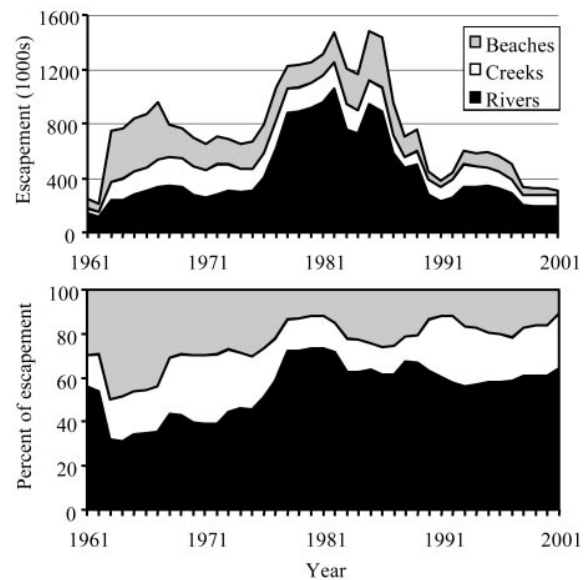 1600
1200
800
400
0
Escapement (1000s)
Beaches
Creeks
Rivers
1961 1971 1981 1991 2001
100
80
60
40
20
0
Percent of escapement
1961 1971 1981 1991 2001
Year